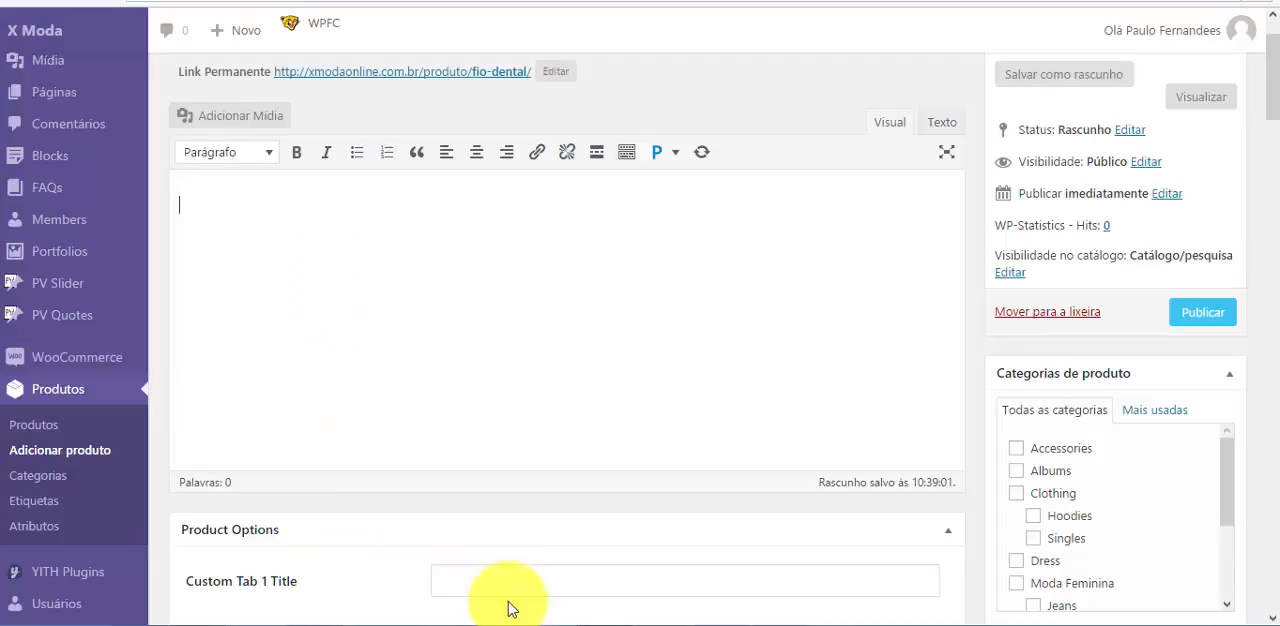 X Moda
0
Novo
WPFC
Olá Paulo Fernandees
Mídia
Páginas
Comentários
Blocks
FAQs
Members
Portfolios
PV Slider
PV Quotes
WooCommerce
Produtos
Produtos
Adicionar produto
Categorias
Etiquetas
Atributos
YITH Plugins
Usuários
Link Permanente http://xmodaonline.com.br/produto/fio-dental/ Editar
Adicionar Mídia
Visual Texto
Parágrafo
Palavras: 0
Rascunho salvo às 10:39:01.
Product Options
Custom Tab 1 Title
Salvar como rascunho
Visualizar
Status: Rascunho Editar
Visibilidade: Público Editar
Publicar imediatamente Editar
WP-Statistics - Hits: 0
Visibilidade no catálogo: Catálogo/pesquisa
Editar
Mover para a lixeira
Publicar
Categorias de produto
Todas as categorias Mais usadas
Accessories
Albums
Clothing
Hoodies
Singles
Dress
Moda Feminina
Jeans